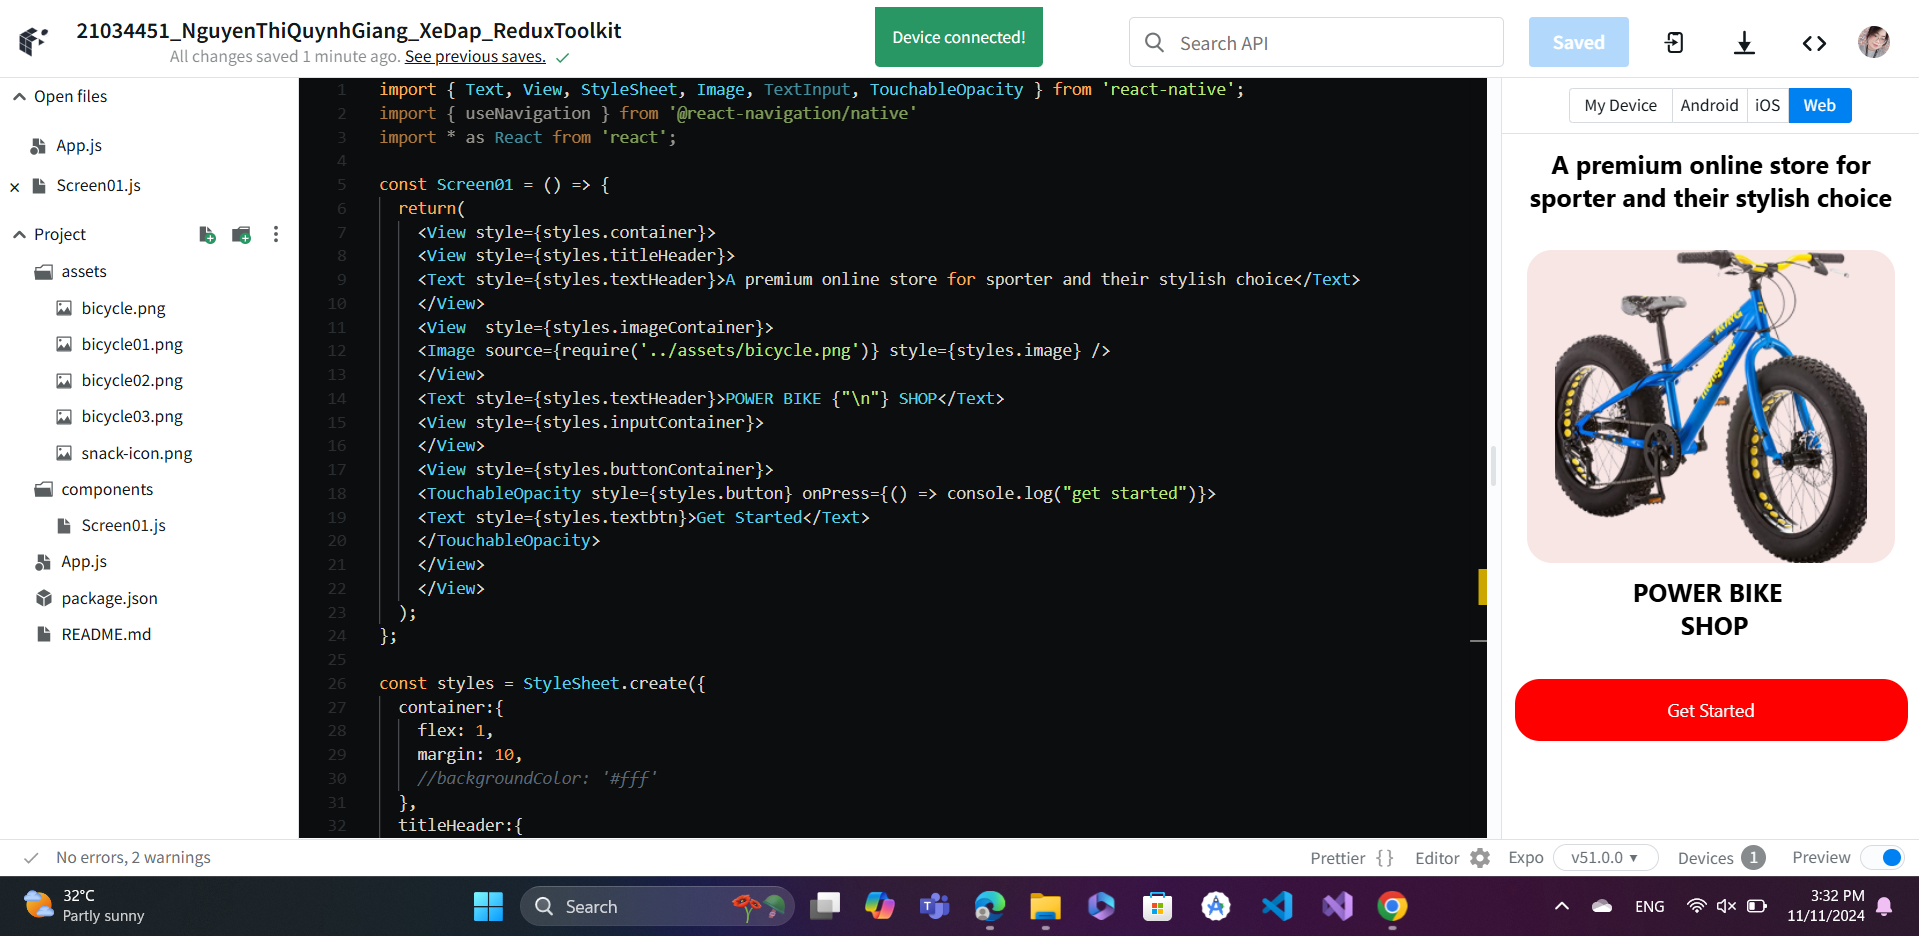 21034451_NguyenThiQuynhGiang_XeDap_ReduxToolkit
All changes saved 1 minute ago. See previous saves.
Device connected!
Search API
Saved
Open files
App.js
Screen01.js
Project
assets
bicycle.png
bicycle01.png
bicycle02.png
bicycle03.png
snack-icon.png
components
Screen01.js
App.js
package.json
README.md
1 import { Text, View, StyleSheet, Image, TextInput, TouchableOpacity } from 'react-native';
2 import { useNavigation } from '@react-navigation/native'
3 import * as React from 'react';
4
5 const Screen01 = () => {
6 return(
7 <View style={styles.container}>
8 <View style={styles.titleHeader}>
9 <Text style={styles.textHeader}>A premium online store for sporter and their stylish choice</Text>
10 </View>
11 <View  style={styles.imageContainer}>
12 <Image source={require('../assets/bicycle.png')} style={styles.image} />
13 </View>
14 <Text style={styles.textHeader}>POWER BIKE {"\n"} SHOP</Text>
15 <View style={styles.inputContainer}>
16 </View>
17 <View style={styles.buttonContainer}>
18 <TouchableOpacity style={styles.button} onPress={() => console.log("get started")}>
19 <Text style={styles.textbtn}>Get Started</Text>
20 </TouchableOpacity>
21 </View>
22 </View>
23 );
24 };
25
26 const styles = StyleSheet.create({
27 container:{
28 flex: 1,
29 margin: 10,
30 //backgroundColor: '#fff'
31 },
32 titleHeader:{
My Device
Android
iOS
Web
A premium online store for
sporter and their stylish choice
KING
mongoose
POWER BIKE
SHOP
Get Started
No errors, 2 warnings
Prettier { }
Editor
Expo
v51.0.0 ▾
Devices 1
Preview
32°C
Partly sunny
Search
ENG
3:32 PM
11/11/2024